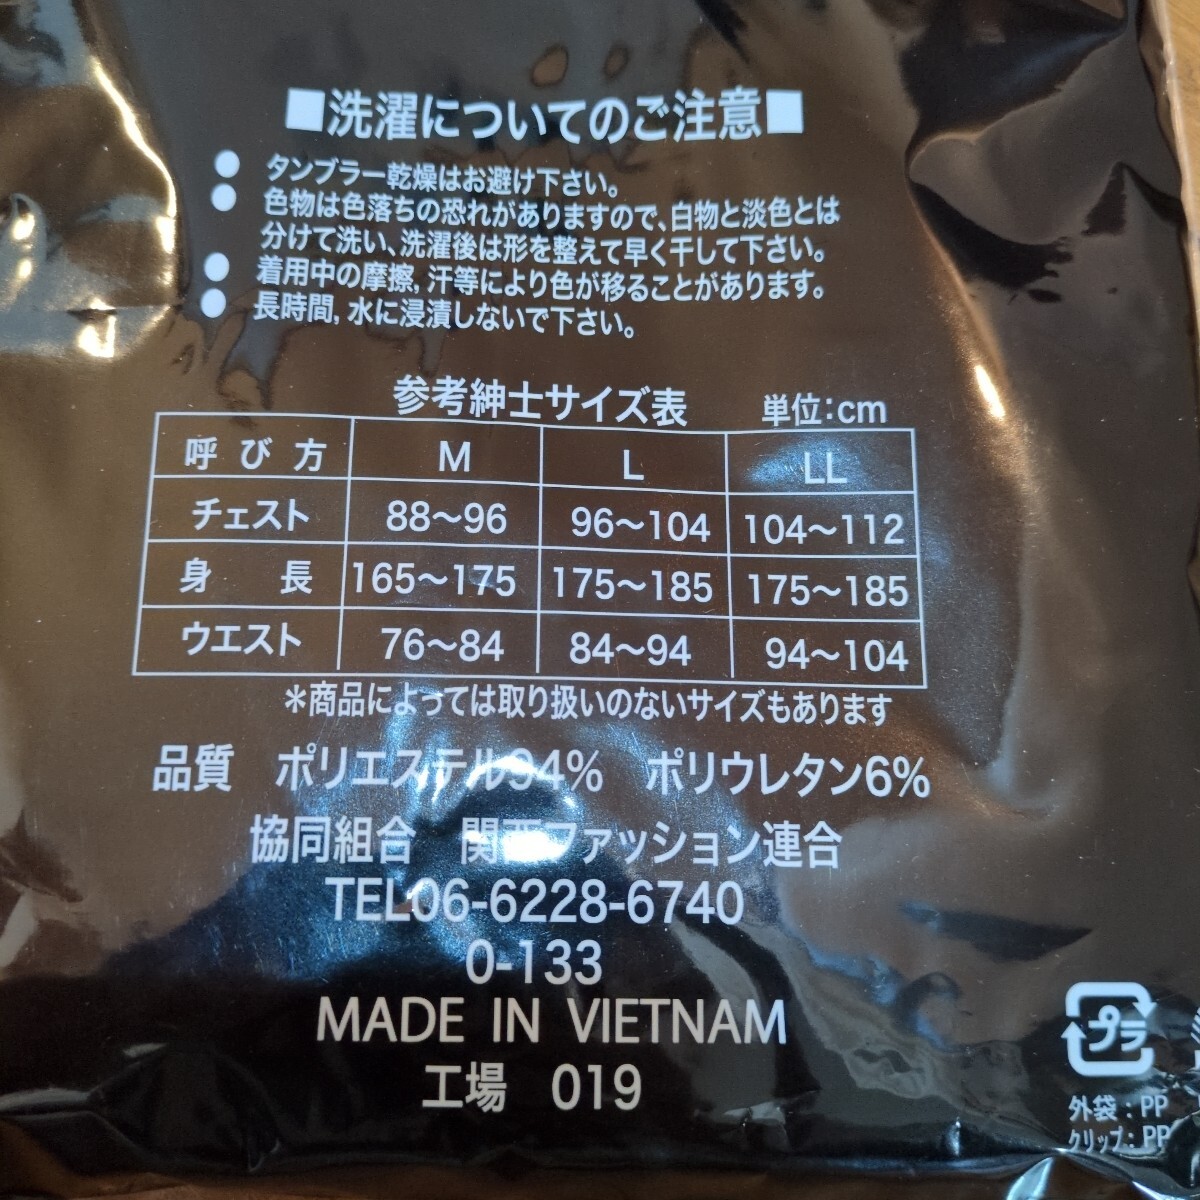 ■洗濯についてのご注意■
● タンブラー乾燥はお避け下さい。
● 色物は色落ちの恐れがありますので、白物と淡色とは
分けて洗い、洗濯後は形を整えて早く干して下さい。
● 着用中の摩擦,汗等により色が移ることがあります。
● 長時間,水に浸漬しないで下さい。
参考紳士サイズ表 単位:cm
呼び方 M L LL
チェスト 88〜96 96〜104 104〜112
身長 165〜175 175〜185 175〜185
ウエスト 76〜84 84〜94 94〜104
*商品によっては取り扱いのないサイズもあります
品質 ポリエステル94% ポリウレタン6%
協同組合 関西ファッション連合
TEL06-6228-6740
0-133
MADE IN VIETNAM
工場 019
プラ
外袋:PP
クリップ:PP